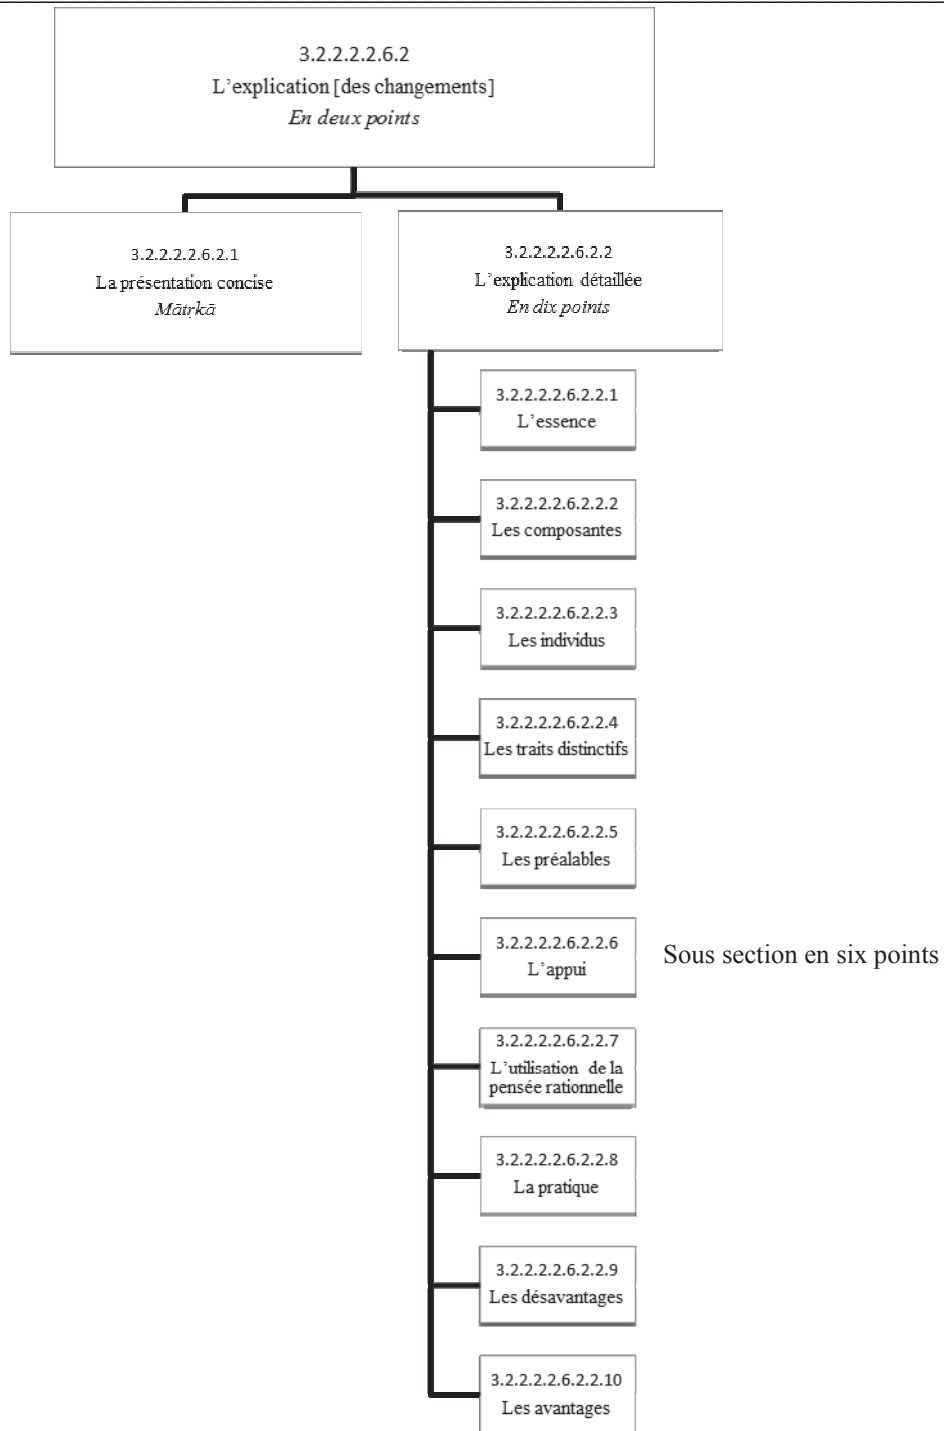 3.2.2.2.2.6.2
L’explication [des changements]
En deux points
3.2.2.2.2.6.2.1
La présentation concise
Mātṛkā
3.2.2.2.2.6.2.2
L’explication détaillée
En dix points
3.2.2.2.2.6.2.2.1
L’essence
3.2.2.2.2.6.2.2.2
Les composantes
3.2.2.2.2.6.2.2.3
Les individus
3.2.2.2.2.6.2.2.4
Les traits distinctifs
3.2.2.2.2.6.2.2.5
Les préalables
3.2.2.2.2.6.2.2.6
L’appui
Sous section en six points
3.2.2.2.2.6.2.2.7
L’utilisation de la
pensée rationnelle
3.2.2.2.2.6.2.2.8
La pratique
3.2.2.2.2.6.2.2.9
Les désavantages
3.2.2.2.2.6.2.2.10
Les avantages